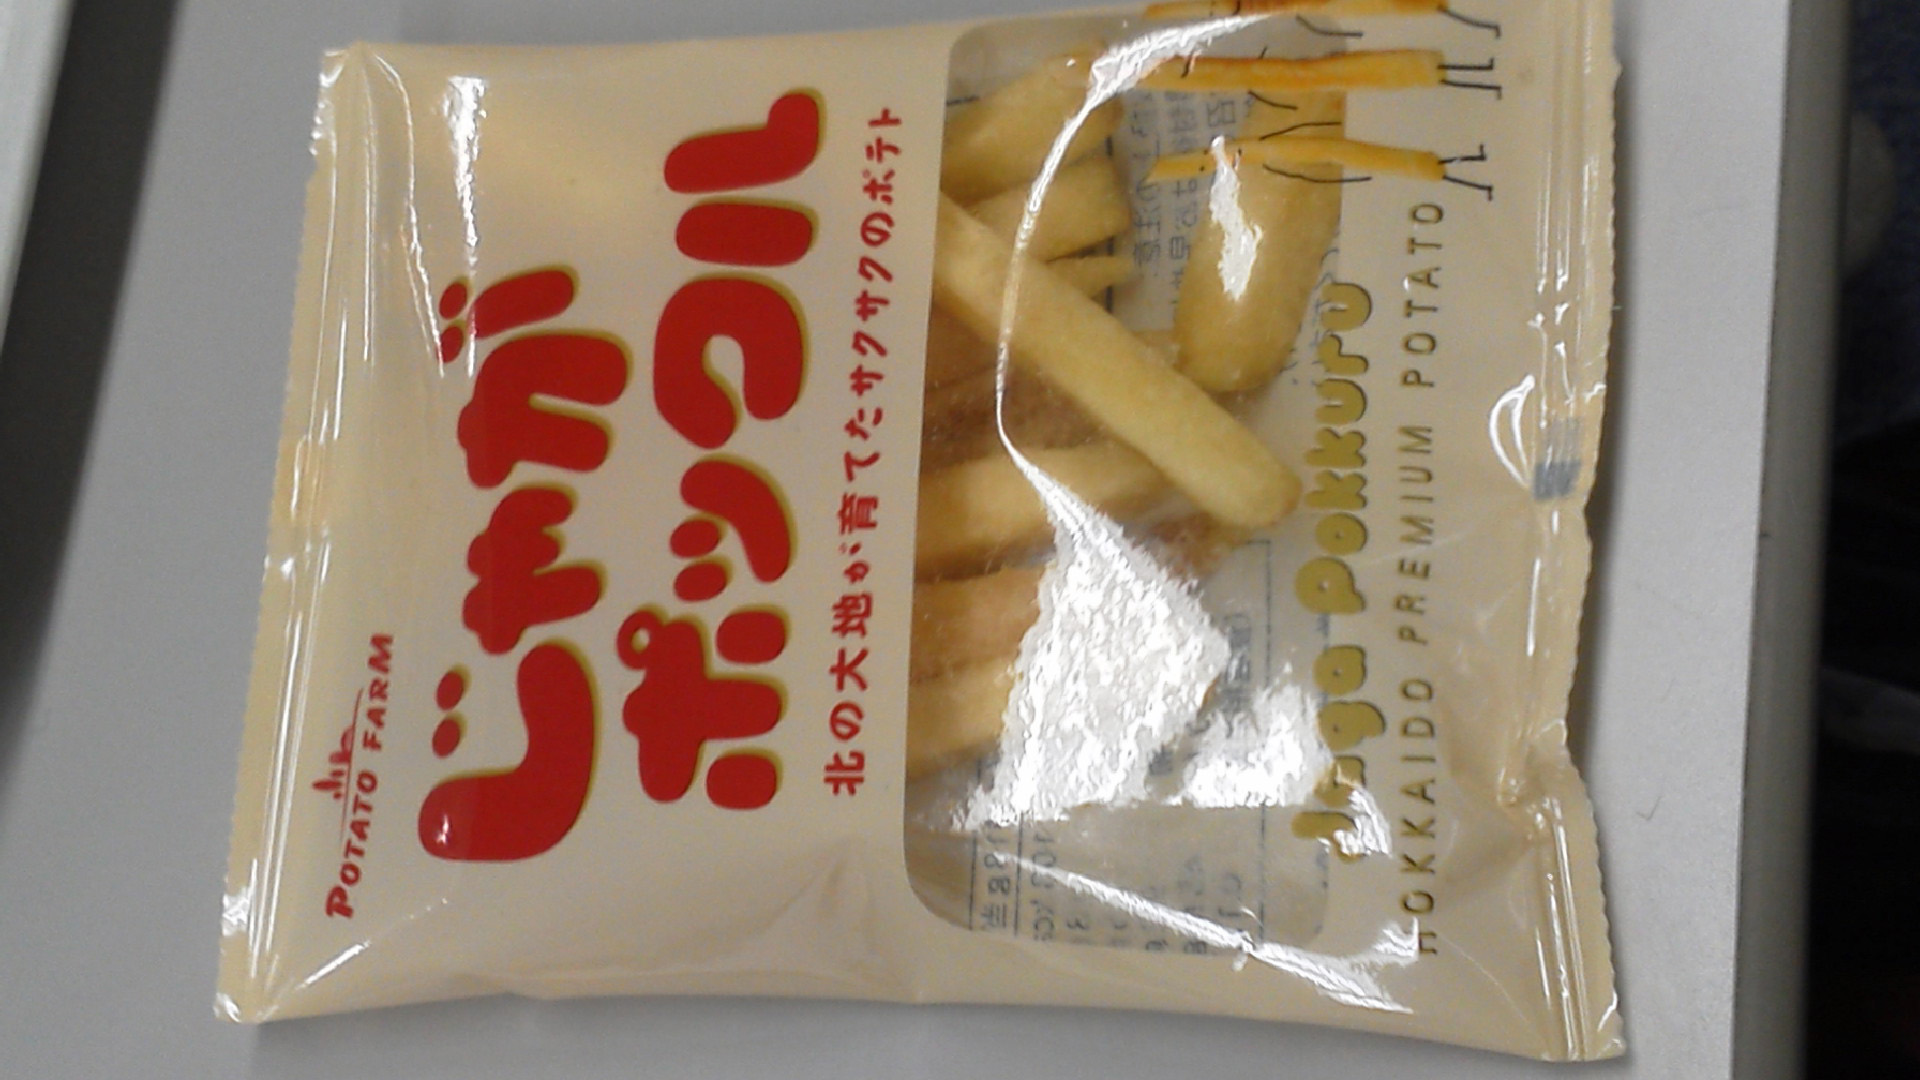 POTATO FARM
じゃが
ポックル
北の大地が育てたサクサクのポテト
Jaga pokkuru
HOKKAIDO PREMIUM POTATO